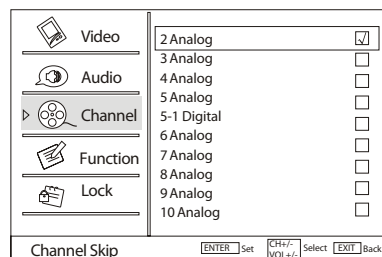 Video
Audio
Channel
Function
Lock
2 Analog
3 Analog
4 Analog
5 Analog
5-1 Digital
6 Analog
7 Analog
8 Analog
9 Analog
10 Analog
Channel Skip
ENTER Set
CH+/-
VOL+/-
Select
EXIT Back